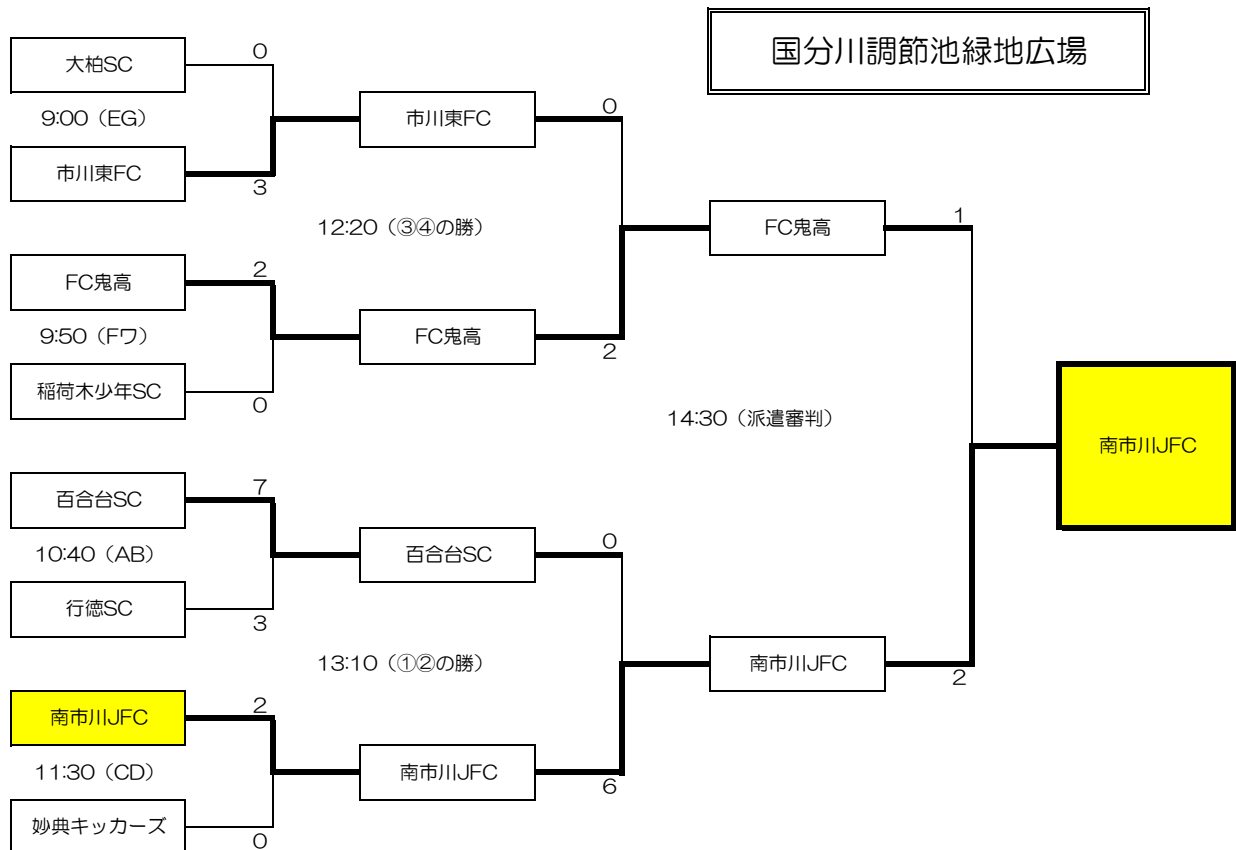 国分川調節池緑地広場
大柏SC
0
9:00（EG）
市川東FC
3
市川東FC
0
12:20（③④の勝）
FC鬼高
2
9:50（Fワ）
稲荷木少年SC
0
FC鬼高
2
FC鬼高
1
14:30（派遣審判）
百合台SC
7
10:40（AB）
行徳SC
3
百合台SC
0
13:10（①②の勝）
南市川JFC
2
11:30（CD）
妙典キッカーズ
0
南市川JFC
6
南市川JFC
2
南市川JFC